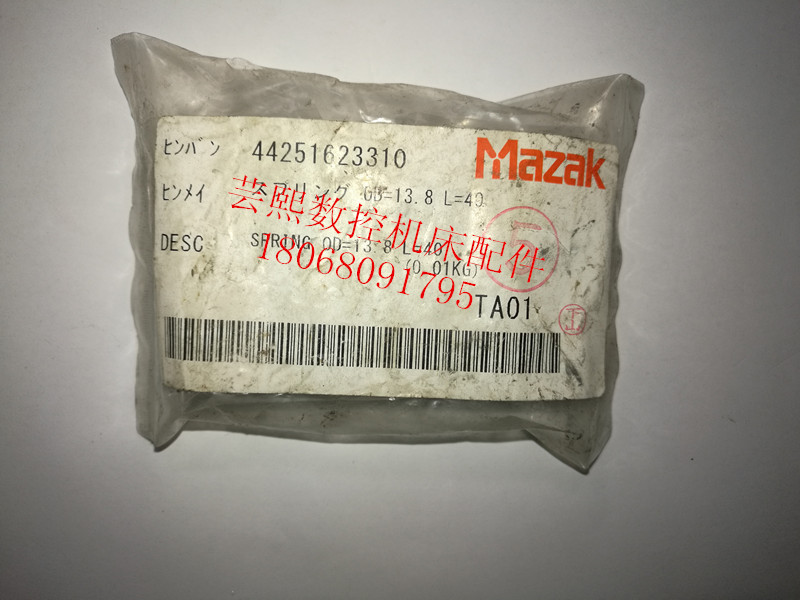 ﾋﾝﾊﾞﾝ 44251623310
Mazak
ﾋﾝﾒｲ スプリング OD=13.8 L=40
DESC SPRING OD=13.8 L=40
(0.01KG)
TA01
芸熙数控机床配件
18068091795